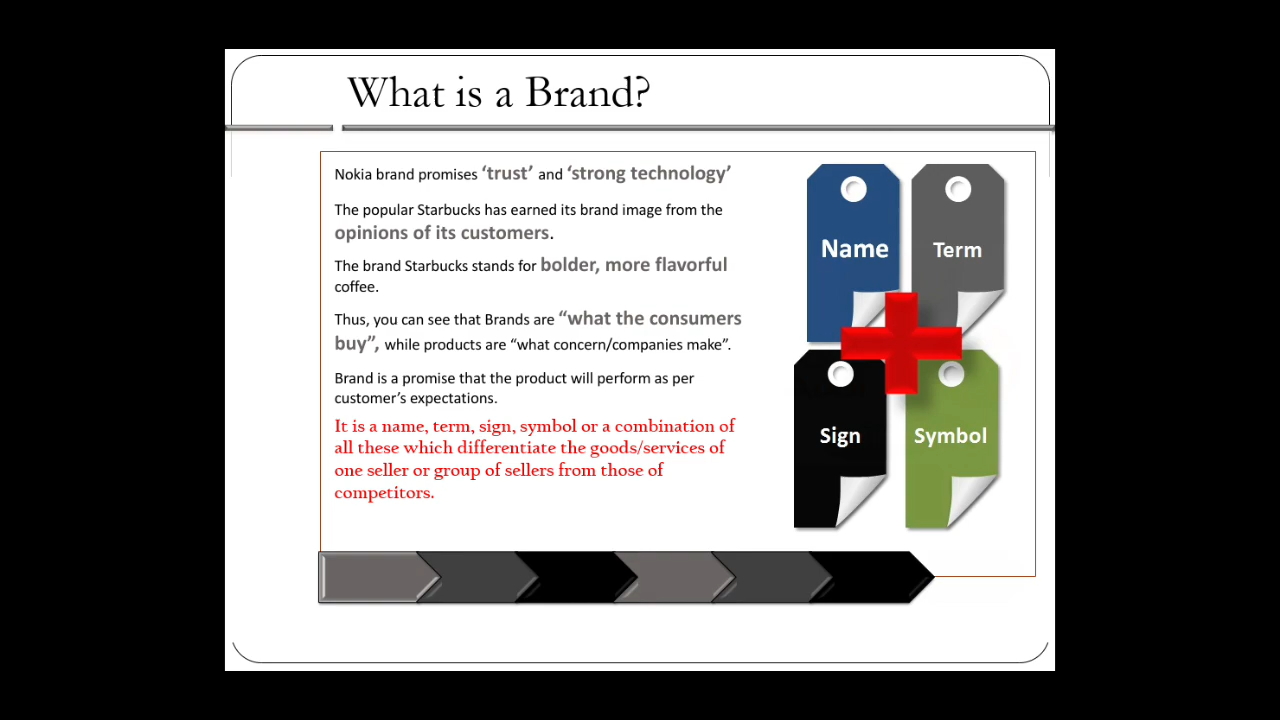 What is a Brand?
Nokia brand promises ‘trust’ and ‘strong technology’
The popular Starbucks has earned its brand image from the
opinions of its customers.
The brand Starbucks stands for bolder, more flavorful
coffee.
Thus, you can see that Brands are “what the consumers
buy”, while products are “what concern/companies make”.
Brand is a promise that the product will perform as per
customer’s expectations.
It is a name, term, sign, symbol or a combination of
all these which differentiate the goods/services of
one seller or group of sellers from those of
competitors.
Name
Term
Sign
Symbol